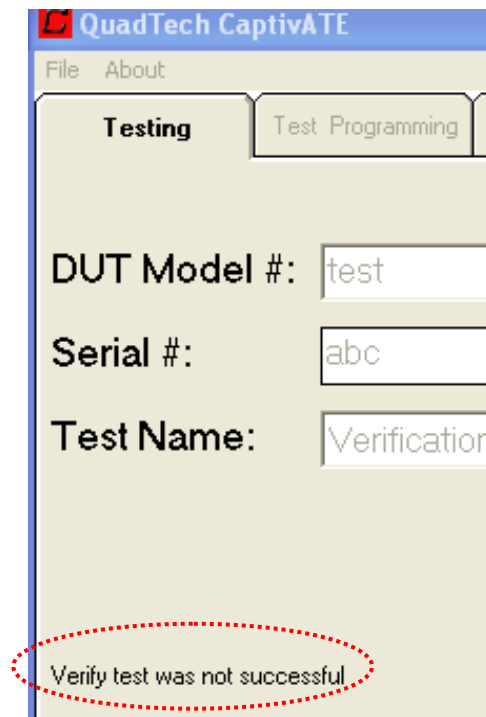 QuadTech CaptivATE
File About
Testing Test Programming
DUT Model #: test
Serial #: abc
Test Name: Verification
Verify test was not successful